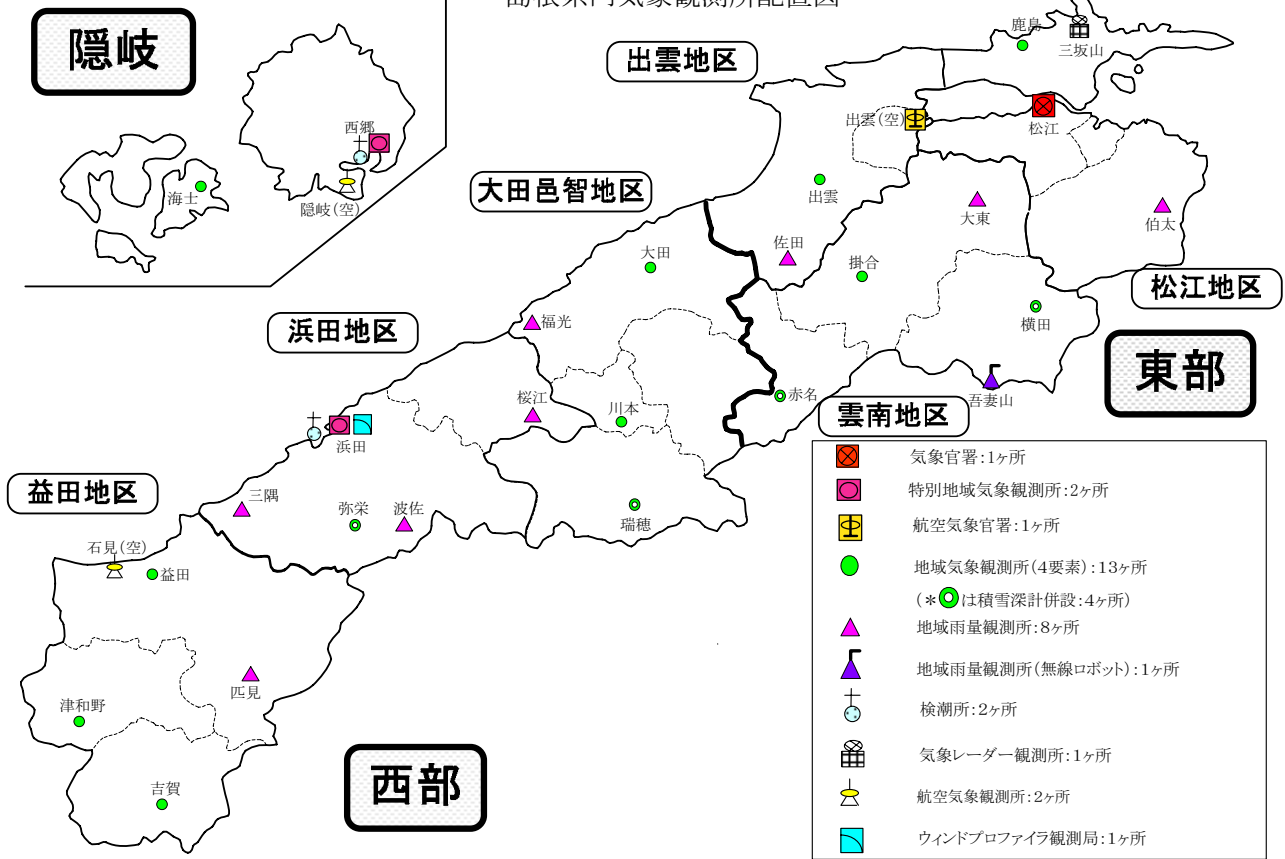 島根県内気象観測所配置図
隠岐
西郷
海士
隠岐(空)
出雲地区
鹿島
三坂山
出雲(空)
松江
大田邑智地区
出雲
大東
伯太
佐田
大田
掛合
松江地区
横田
浜田地区
福光
東部
吾妻山
赤名
桜江
川本
雲南地区
浜田
益田地区
三隅
弥栄
波佐
瑞穂
石見(空)
益田
匹見
津和野
吉賀
西部
気象官署:1ヶ所
特別地域気象観測所:2ヶ所
航空気象官署:1ヶ所
地域気象観測所(4要素):13ヶ所
(*◎は積雪深計併設:4ヶ所)
地域雨量観測所:8ヶ所
地域雨量観測所(無線ロボット):1ヶ所
検潮所:2ヶ所
気象レーダー観測所:1ヶ所
航空気象観測所:2ヶ所
ウィンドプロファイラ観測局:1ヶ所